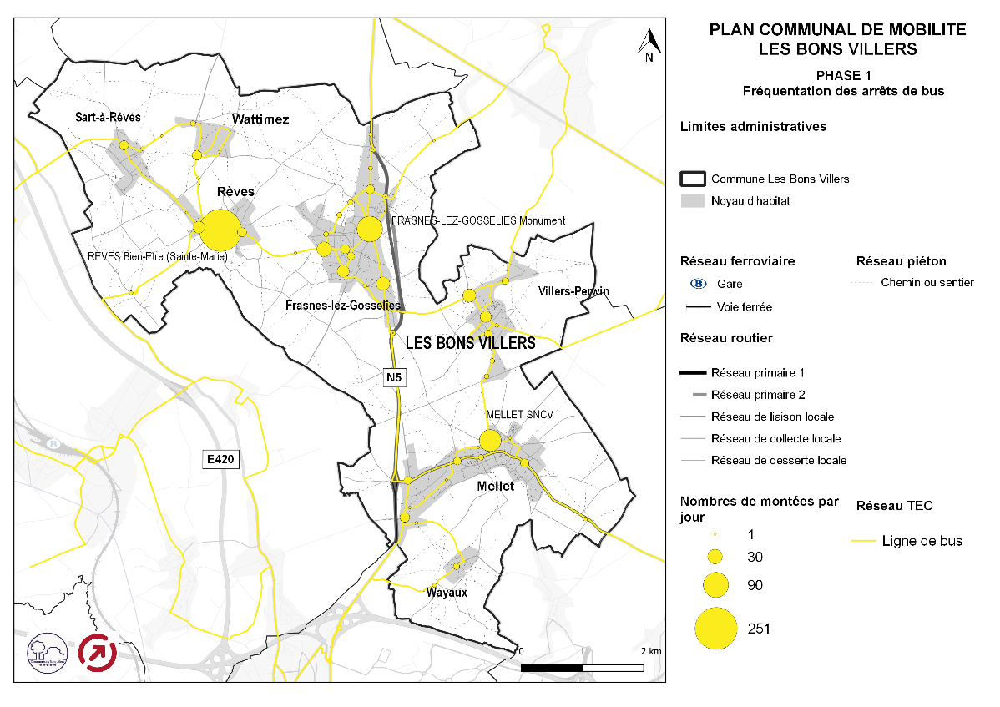 PLAN COMMUNAL DE MOBILITE
LES BONS VILLERS
PHASE 1
Fréquentation des arrêts de bus
Limites administratives
Commune Les Bons Villers
Noyau d'habitat
Réseau ferroviaire
B Gare
Voie ferrée
Réseau piéton
Chemin ou sentier
Réseau routier
Réseau primaire 1
Réseau primaire 2
Réseau de liaison locale
Réseau de collecte locale
Réseau de desserte locale
Nombres de montées par
jour
1
30
90
251
Réseau TEC
Ligne de bus
N
Sart-à-Rêves
Wattimez
Rêves
FRASNES-LEZ-GOSSELIES Monument
REVES Bien-Etre (Sainte-Marie)
Villers-Perwin
Frasnes-lez-Gosselies
LES BONS VILLERS
N5
MELLET SNCV
B
E420
Mellet
Wayaux
0 1 2 km